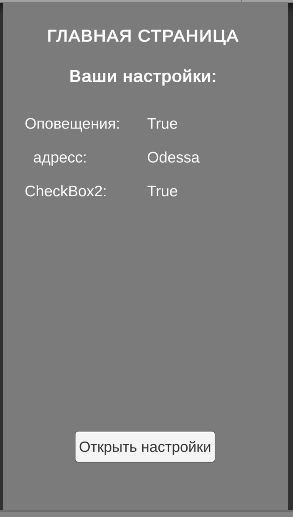 ГЛАВНАЯ СТРАНИЦА
Ваши настройки:
Оповещения: True
адресс: Odessa
CheckBox2: True
Открыть настройки